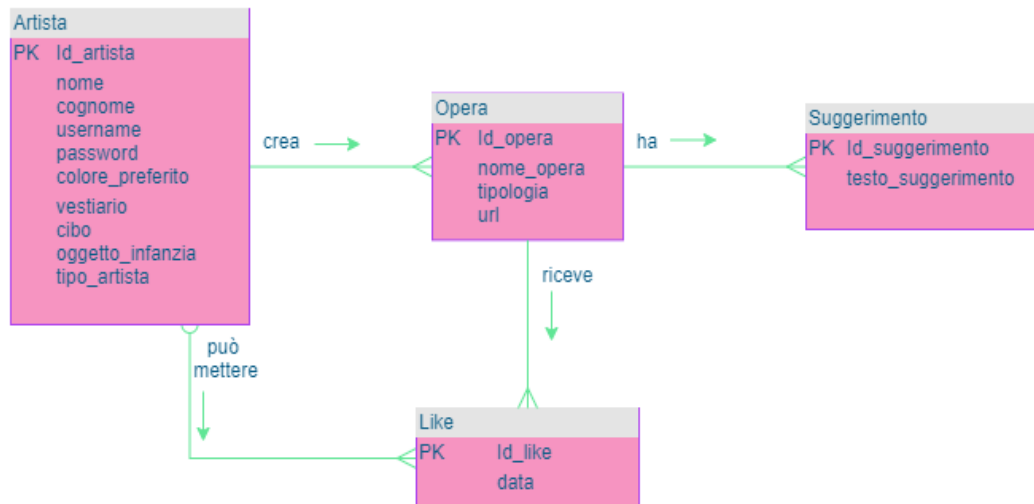 Artista
PK Id_artista
nome
cognome
username
password
colore_preferito
vestiario
cibo
oggetto_infanzia
tipo_artista
crea
Opera
PK Id_opera
nome_opera
tipologia
url
ha
Suggerimento
PK Id_suggerimento
testo_suggerimento
riceve
può
mettere
Like
PK Id_like
data